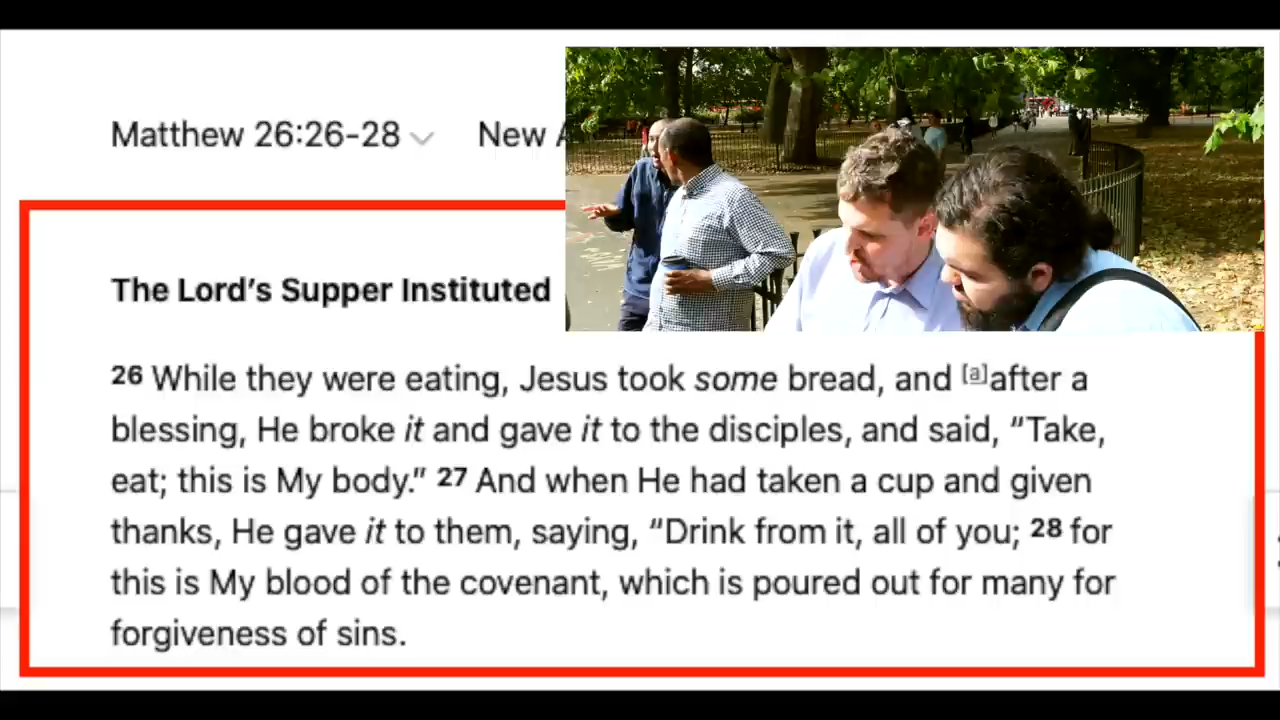 Matthew 26:26-28 New
The Lord's Supper Instituted
26 While they were eating, Jesus took some bread, and [a]after a
blessing, He broke it and gave it to the disciples, and said, “Take,
eat; this is My body.” 27 And when He had taken a cup and given
thanks, He gave it to them, saying, “Drink from it, all of you; 28 for
this is My blood of the covenant, which is poured out for many for
forgiveness of sins.